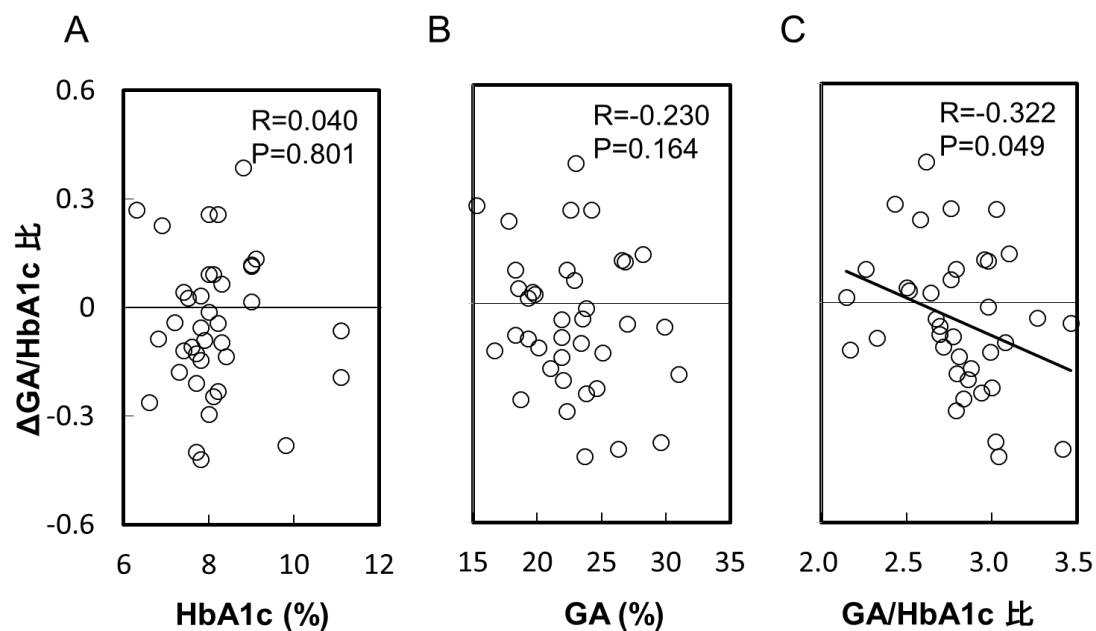 A
B
C
R=0.040
P=0.801
R=-0.230
P=0.164
R=-0.322
P=0.049
ΔGA/HbA1c 比
0.6
0.3
0
-0.3
-0.6
6
8
10
12
15
20
25
30
35
2.0
2.5
3.0
3.5
HbA1c (%)
GA (%)
GA/HbA1c 比